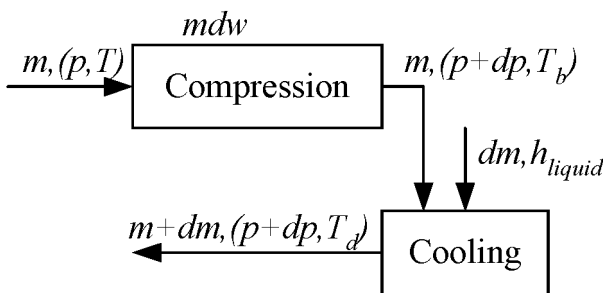 mdw
m,(p,T)
Compression
m,(p+dp,T_b)
dm,h_liquid
m+dm,(p+dp,T_d)
Cooling